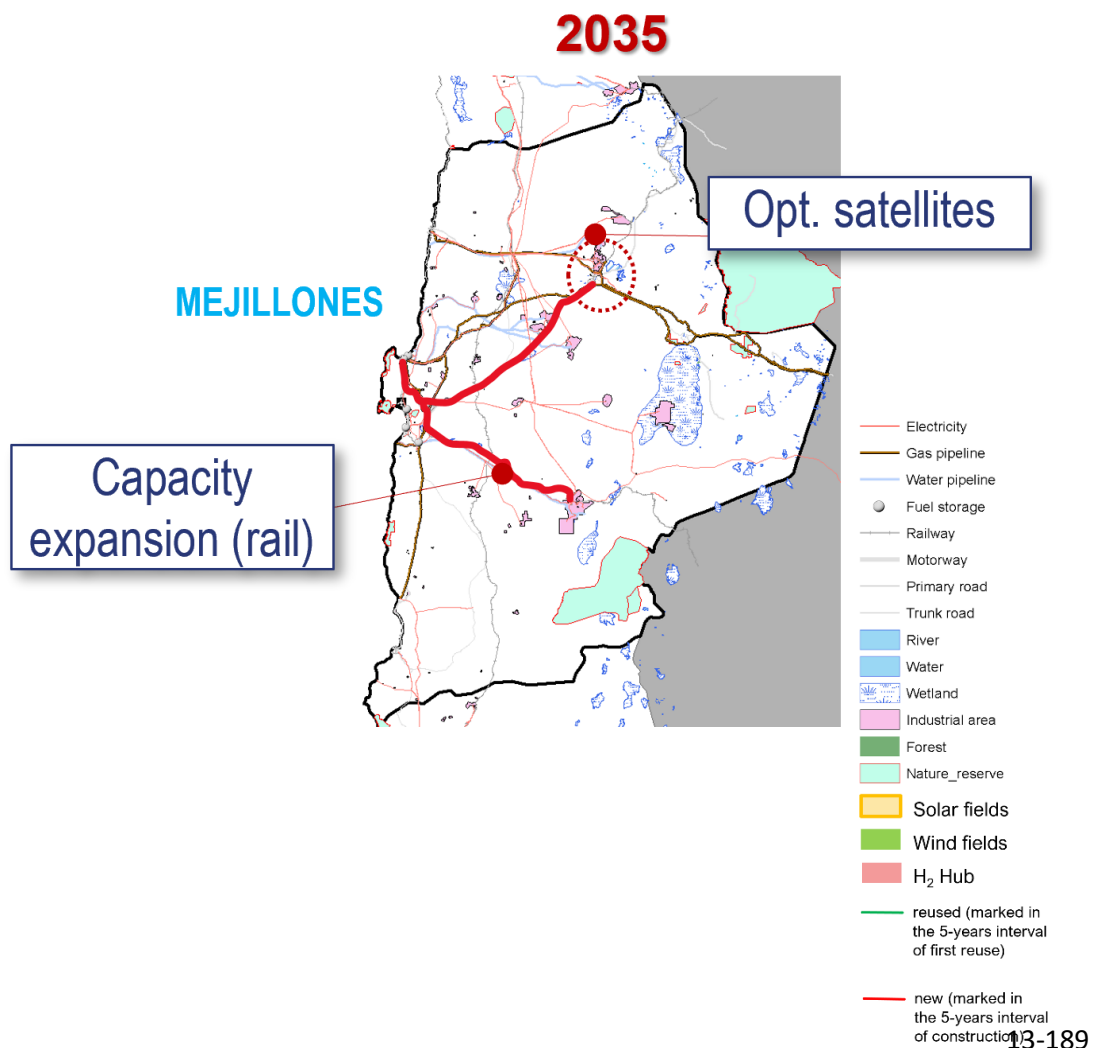 2035
Opt. satellites
MEJILLONES
Capacity
expansion (rail)
Electricity
Gas pipeline
Water pipeline
Fuel storage
Railway
Motorway
Primary road
Trunk road
River
Water
Wetland
Industrial area
Forest
Nature_reserve
Solar fields
Wind fields
H₂ Hub
reused (marked in
the 5-years interval
of first reuse)
new (marked in
the 5-years interval
of construction)
13-189